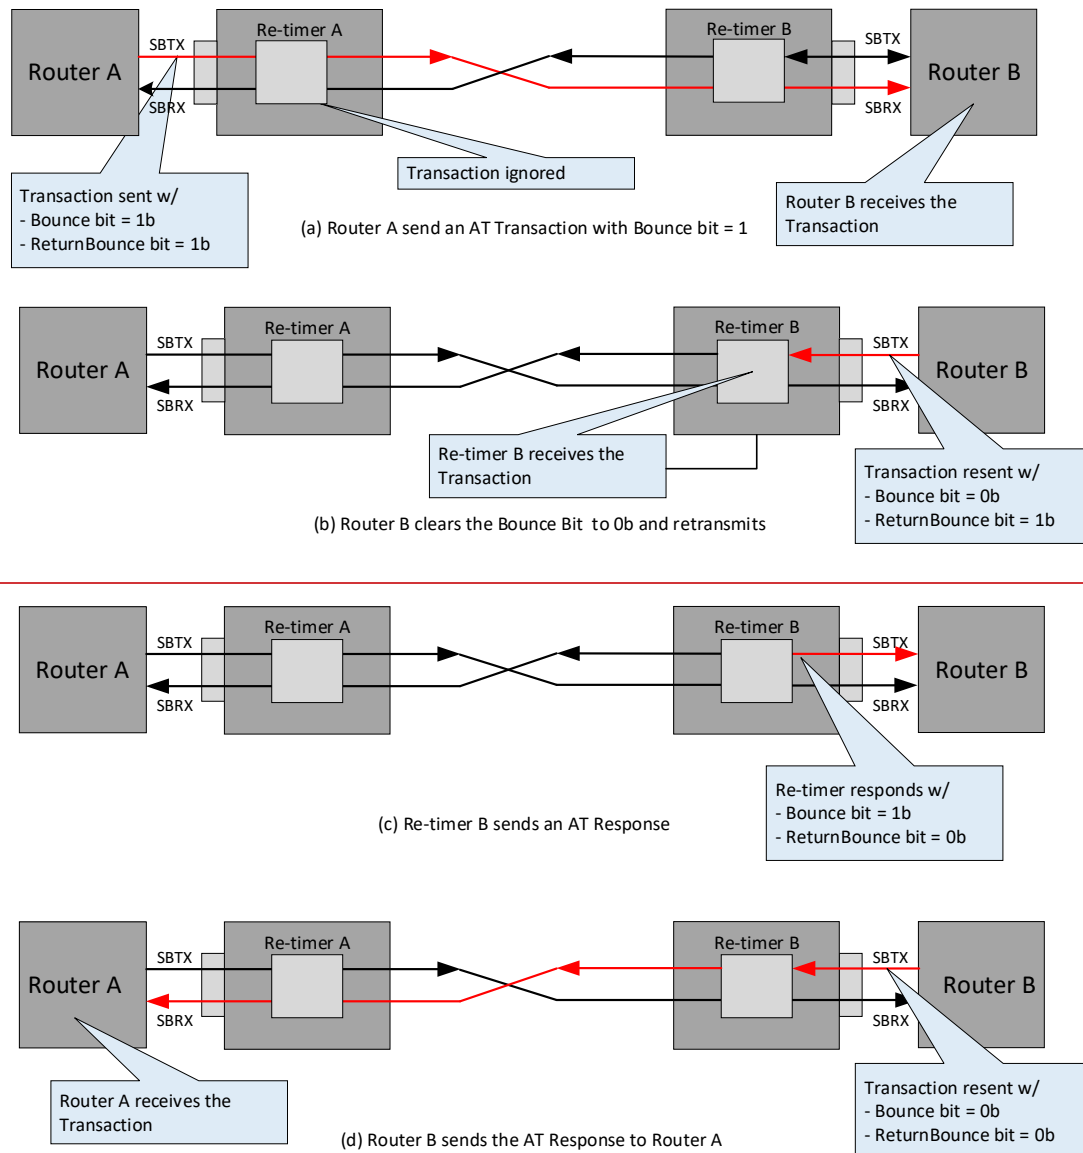 Re-timer A
Re-timer B
SBTX
SBTX
Router A
Router B
SBRX
SBRX
Transaction ignored
Transaction sent w/
- Bounce bit = 1b
- ReturnBounce bit = 1b
Router B receives the
Transaction
(a) Router A send an AT Transaction with Bounce bit = 1
Re-timer A
Re-timer B
SBTX
SBTX
Router A
Router B
SBRX
SBRX
Re-timer B receives the
Transaction
Transaction resent w/
- Bounce bit = 0b
- ReturnBounce bit = 1b
(b) Router B clears the Bounce Bit to 0b and retransmits
Re-timer A
Re-timer B
SBTX
SBTX
Router A
Router B
SBRX
SBRX
Re-timer responds w/
- Bounce bit = 1b
- ReturnBounce bit = 0b
(c) Re-timer B sends an AT Response
Re-timer A
Re-timer B
SBTX
SBTX
Router A
Router B
SBRX
SBRX
Router A receives the
Transaction
Transaction resent w/
- Bounce bit = 0b
- ReturnBounce bit = 0b
(d) Router B sends the AT Response to Router A